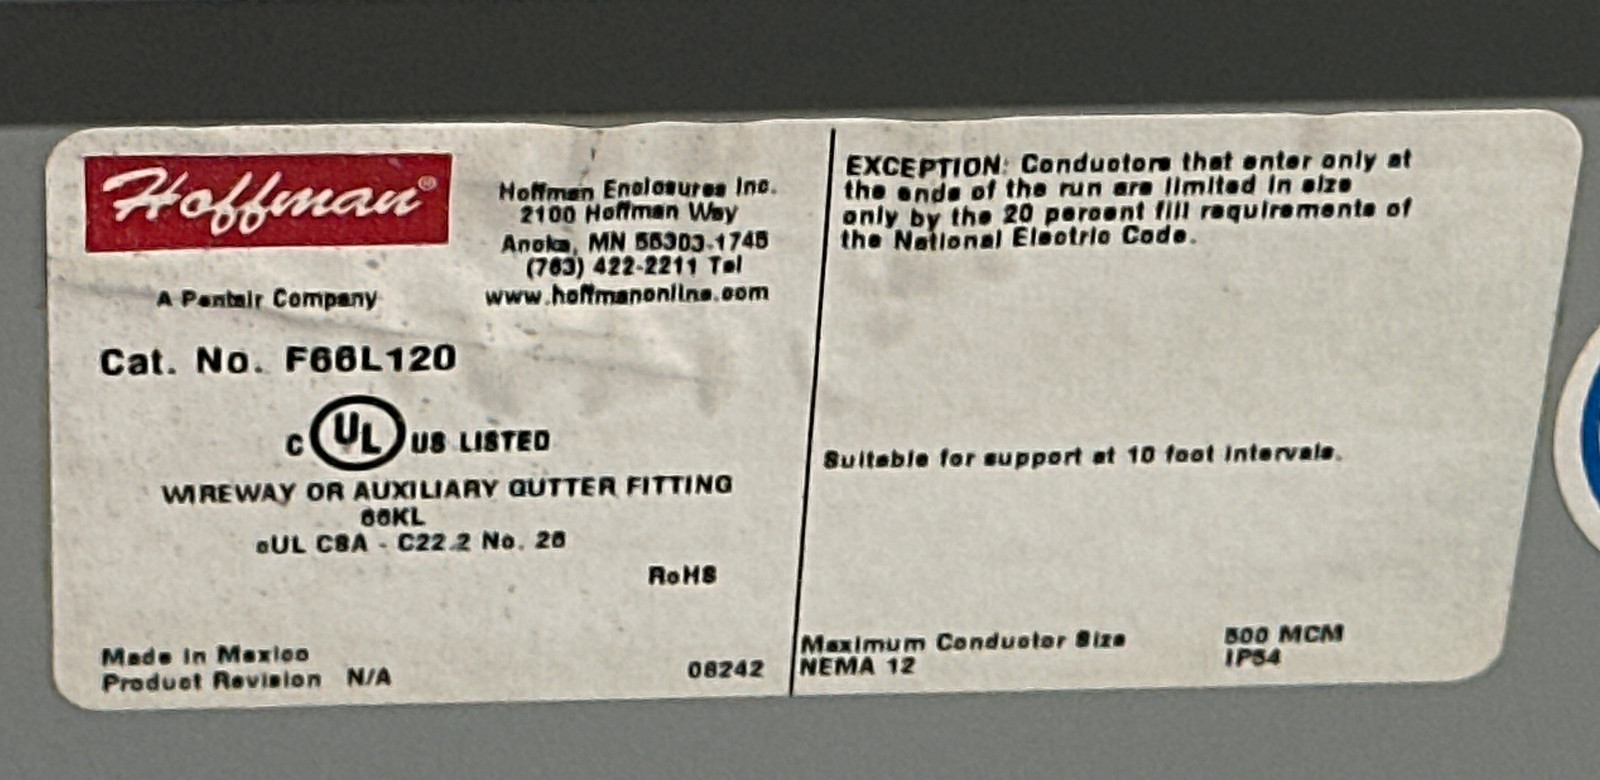 Hoffman®
A Pentair Company
Hoffman Enclosures Inc.
2100 Hoffman Way
Anoka, MN 55303-1745
(763) 422-2211 Tel
www.hoffmanonline.com
Cat. No. F66L120
C UL US LISTED
WIREWAY OR AUXILIARY GUTTER FITTING
66KL
cUL CSA - C22.2 No. 26
RoHS
Made in Mexico
Product Revision N/A
08242
EXCEPTION: Conductors that enter only at
the ends of the run are limited in size
only by the 20 percent fill requirements of
the National Electric Code.
Suitable for support at 10 foot intervals.
Maximum Conductor Size 500 MCM
NEMA 12 IP54